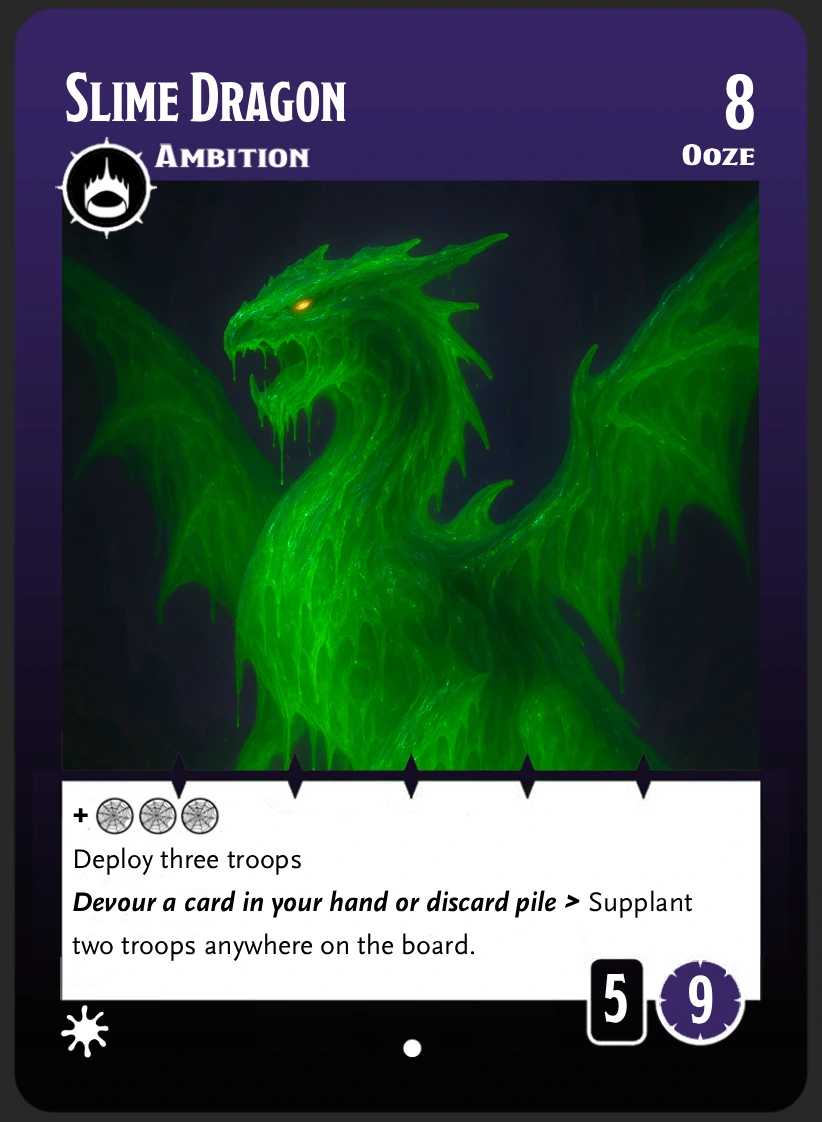 Slime Dragon
8
Ambition
Ooze
+
Deploy three troops
Devour a card in your hand or discard pile > Supplant
two troops anywhere on the board.
5
9